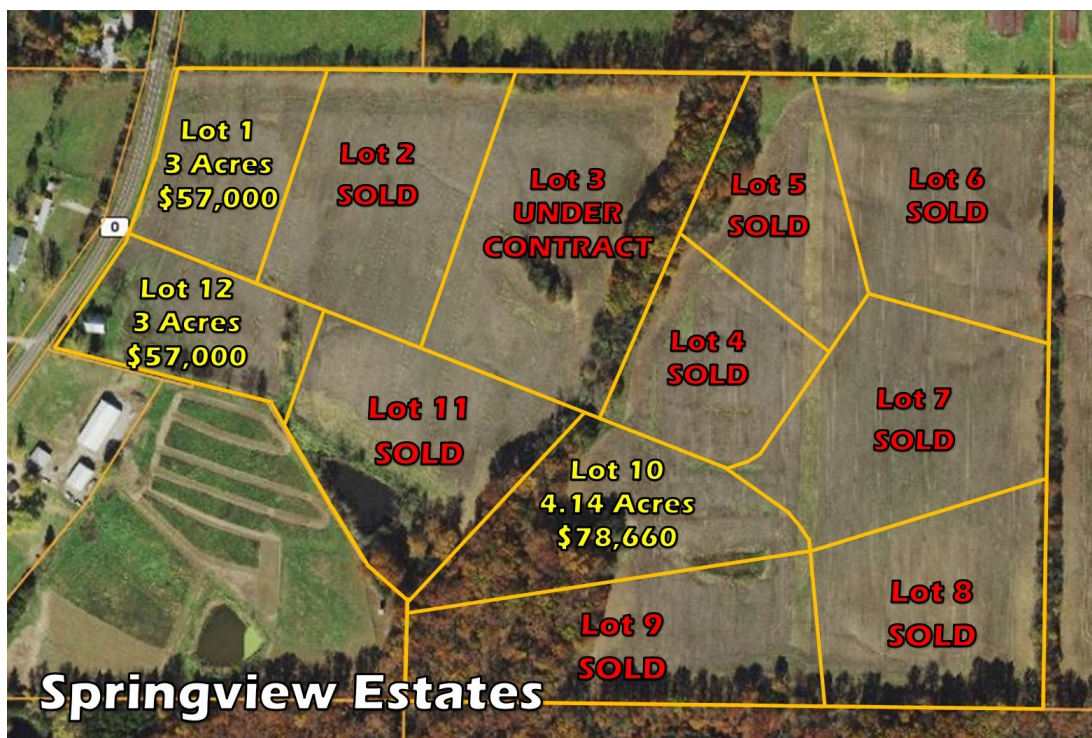 Lot 1
3 Acres
$57,000
Lot 2
SOLD
Lot 3
UNDER
CONTRACT
Lot 5
SOLD
Lot 6
SOLD
0
Lot 12
3 Acres
$57,000
Lot 4
SOLD
Lot 11
SOLD
Lot 7
SOLD
Lot 10
4.14 Acres
$78,660
Lot 9
SOLD
Lot 8
SOLD
Springview Estates